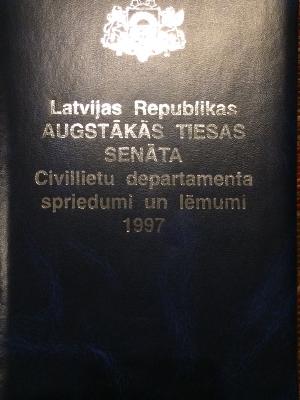 Latvijas Republikas
AUGSTĀKĀS TIESAS
SENĀTA
Civillietu departamenta
spriedumi un lēmumi
1997